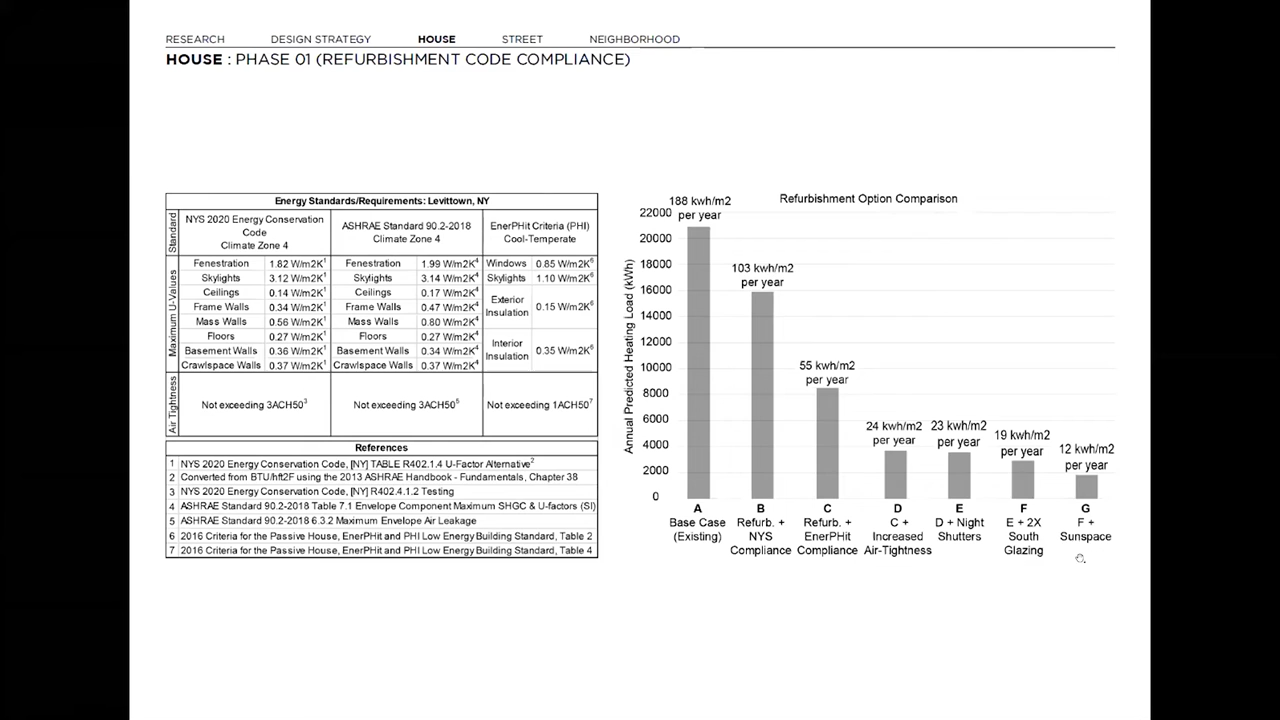 RESEARCH DESIGN STRATEGY HOUSE STREET NEIGHBORHOOD
HOUSE : PHASE 01 (REFURBISHMENT CODE COMPLIANCE)
Energy Standards/Requirements: Levittown, NY
Standard
NYS 2020 Energy Conservation
Code
Climate Zone 4
ASHRAE Standard 90.2-2018
Climate Zone 4
EnerPHit Criteria (PHI)
Cool-Temperate
Maximum U-Values
Fenestration 1.82 W/m2K¹ Fenestration 1.99 W/m2K⁴ Windows 0.85 W/m2K⁶
Skylights 3.12 W/m2K¹ Skylights 3.14 W/m2K⁴ Skylights 1.10 W/m2K⁶
Ceilings 0.14 W/m2K¹ Ceilings 0.17 W/m2K⁴
Frame Walls 0.34 W/m2K¹ Frame Walls 0.47 W/m2K⁴
Exterior
Insulation 0.15 W/m2K⁶
Mass Walls 0.56 W/m2K¹ Mass Walls 0.80 W/m2K⁴
Floors 0.27 W/m2K¹ Floors 0.27 W/m2K⁴
Basement Walls 0.36 W/m2K¹ Basement Walls 0.34 W/m2K⁴
Interior
Insulation 0.35 W/m2K⁶
Crawlspace Walls 0.37 W/m2K¹ Crawlspace Walls 0.37 W/m2K⁴
Air Tightness
Not exceeding 3ACH50³ Not exceeding 3ACH50⁵ Not exceeding 1ACH50⁷
References
1 NYS 2020 Energy Conservation Code, [NY] TABLE R402.1.4 U-Factor Alternative²
2 Converted from BTU/hft2F using the 2013 ASHRAE Handbook - Fundamentals, Chapter 38
3 NYS 2020 Energy Conservation Code, [NY] R402.4.1.2 Testing
4 ASHRAE Standard 90.2-2018 Table 7.1 Envelope Component Maximum SHGC & U-factors (SI)
5 ASHRAE Standard 90.2-2018 6.3.2 Maximum Envelope Air Leakage
6 2016 Criteria for the Passive House, EnerPHit and PHI Low Energy Building Standard, Table 2
7 2016 Criteria for the Passive House, EnerPHit and PHI Low Energy Building Standard, Table 4
Refurbishment Option Comparison
Annual Predicted Heating Load (kWh)
22000
20000
18000
16000
14000
12000
10000
8000
6000
4000
2000
0
188 kwh/m2
per year
103 kwh/m2
per year
55 kwh/m2
per year
24 kwh/m2
per year
23 kwh/m2
per year
19 kwh/m2
per year
12 kwh/m2
per year
A
Base Case
(Existing)
B
Refurb. +
NYS
Compliance
C
Refurb. +
EnerPHit
Compliance
D
C +
Increased
Air-Tightness
E
D + Night
Shutters
F
E + 2X
South
Glazing
G
F +
Sunspace